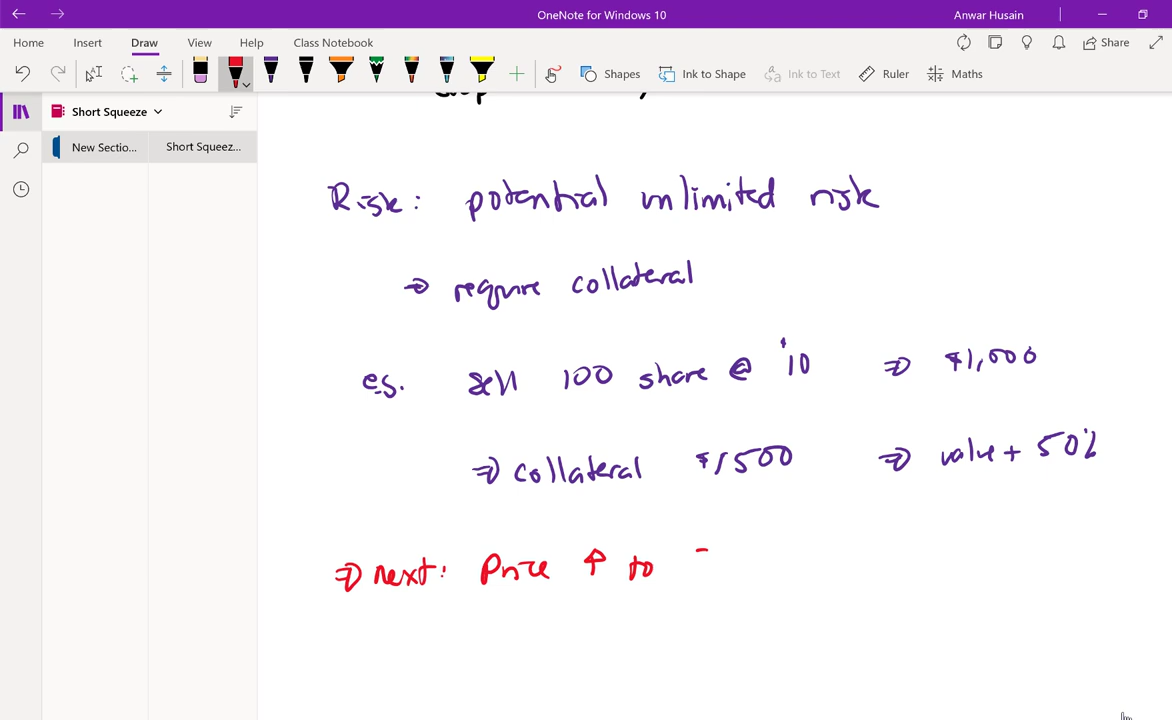 OneNote for Windows 10
Anwar Husain
Home Insert Draw View Help Class Notebook
Share
Shapes Ink to Shape Ink to Text Ruler Maths
Short Squeeze
New Sectio... Short Squeez...
Risk: potential unlimited risk
⇒ require collateral
e.g. sell 100 share @ $10 ⇒ $1,000
⇒ collateral $1500 ⇒ value + 50%
⇒ next: Price ↑ to